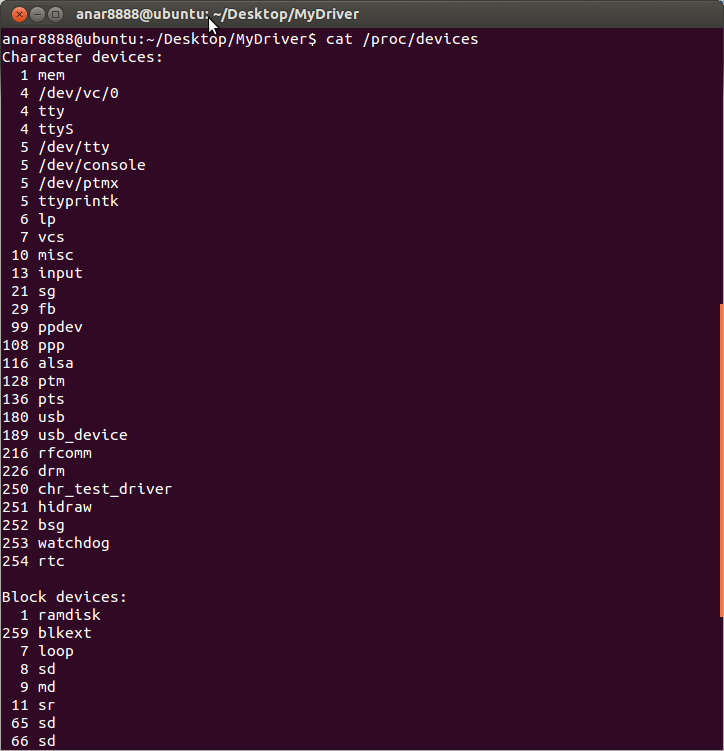 anar8888@ubuntu: ~/Desktop/MyDriver
anar8888@ubuntu:~/Desktop/MyDriver$ cat /proc/devices
Character devices:
  1 mem
  4 /dev/vc/0
  4 tty
  4 ttyS
  5 /dev/tty
  5 /dev/console
  5 /dev/ptmx
  5 ttyprintk
  6 lp
  7 vcs
 10 misc
 13 input
 21 sg
 29 fb
 99 ppdev
108 ppp
116 alsa
128 ptm
136 pts
180 usb
189 usb_device
216 rfcomm
226 drm
250 chr_test_driver
251 hidraw
252 bsg
253 watchdog
254 rtc

Block devices:
  1 ramdisk
259 blkext
  7 loop
  8 sd
  9 md
 11 sr
 65 sd
 66 sd